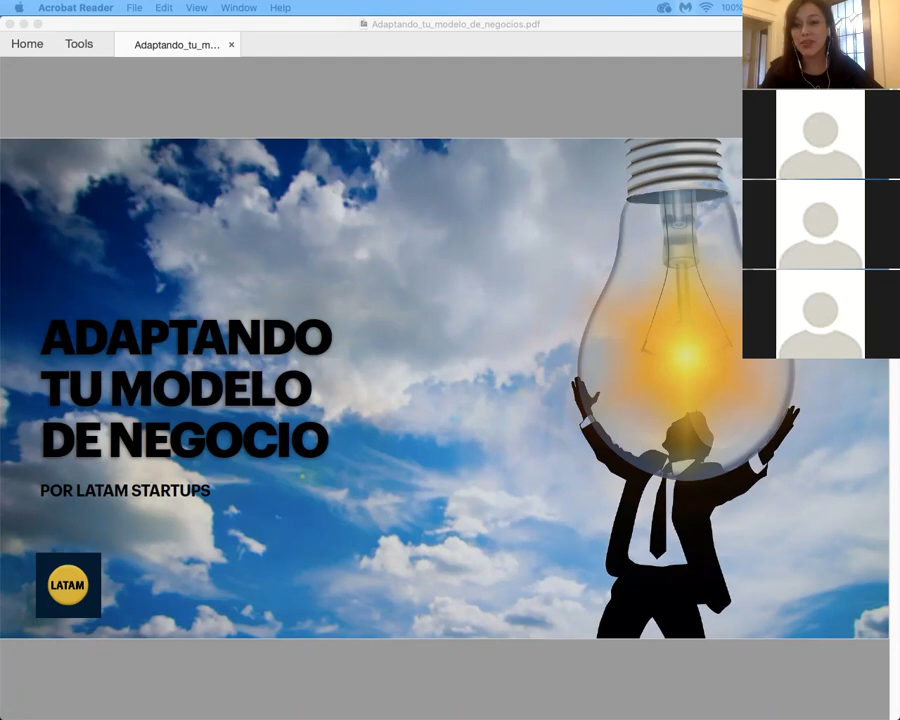 Acrobat Reader File Edit View Window Help 100%
Adaptando_tu_modelo_de_negocios.pdf
Home Tools Adaptando_tu_m... ×
ADAPTANDO
TU MODELO
DE NEGOCIO
POR LATAM STARTUPS
LATAM